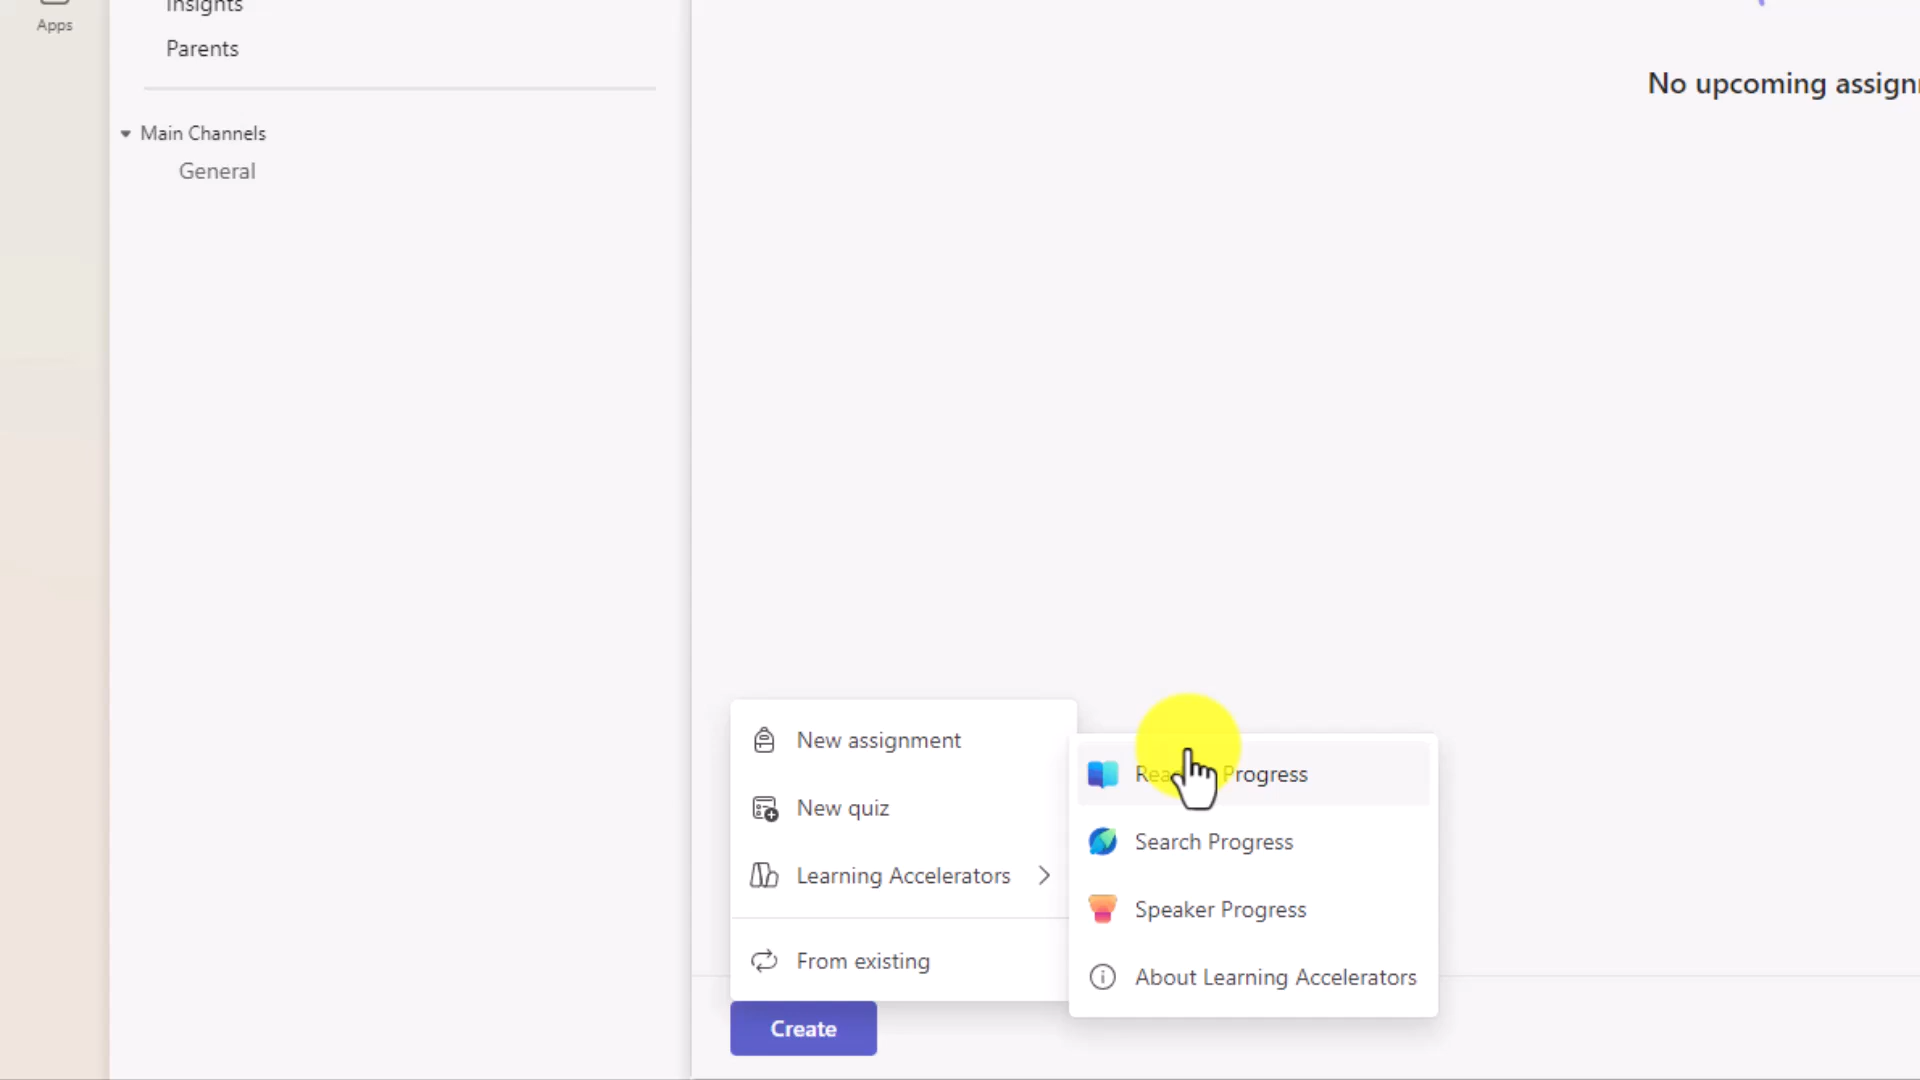 Apps
Insights
Parents
Main Channels
General
No upcoming
New assignment
New quiz
Learning Accelerators
From existing
Create
Progress
Search Progress
Speaker Progress
About Learning Accelerators